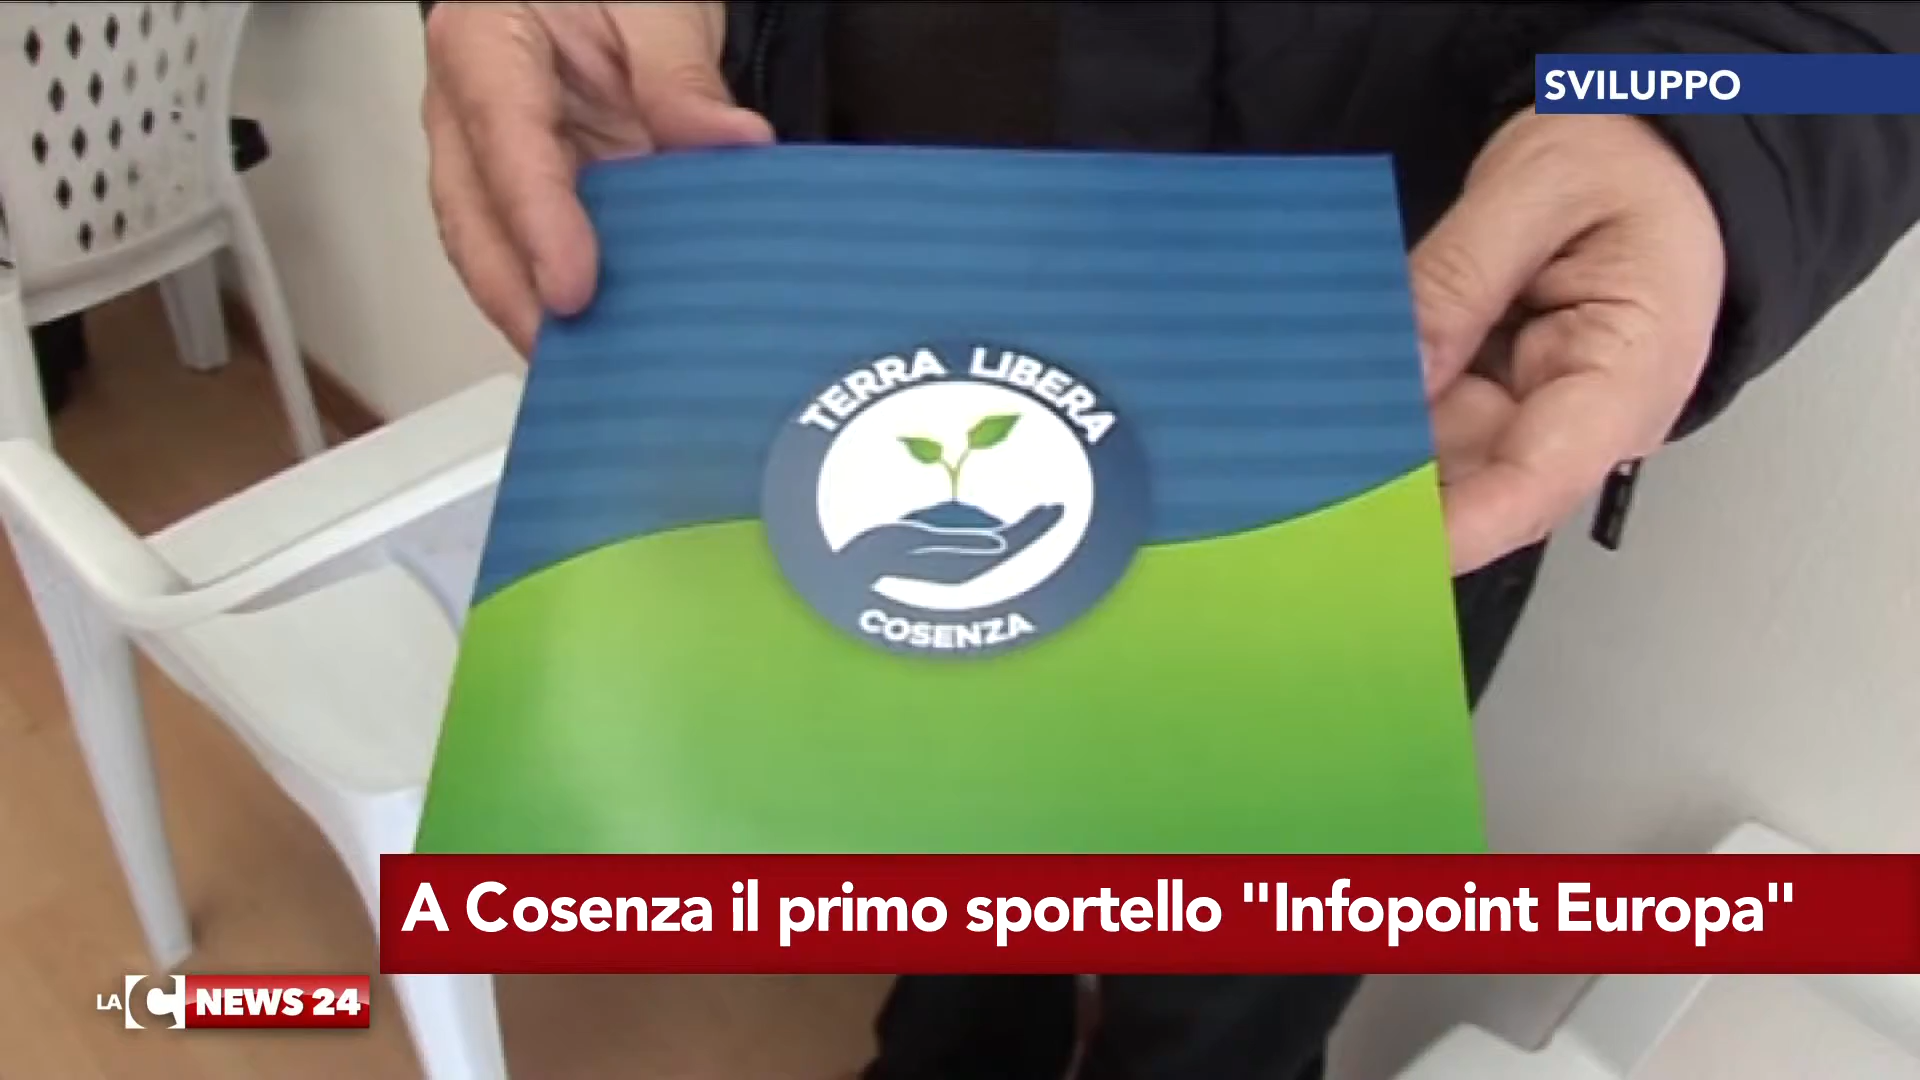 SVILUPPO
TERRA LIBERA
COSENZA
A Cosenza il primo sportello "Infopoint Europa"
LA C NEWS 24